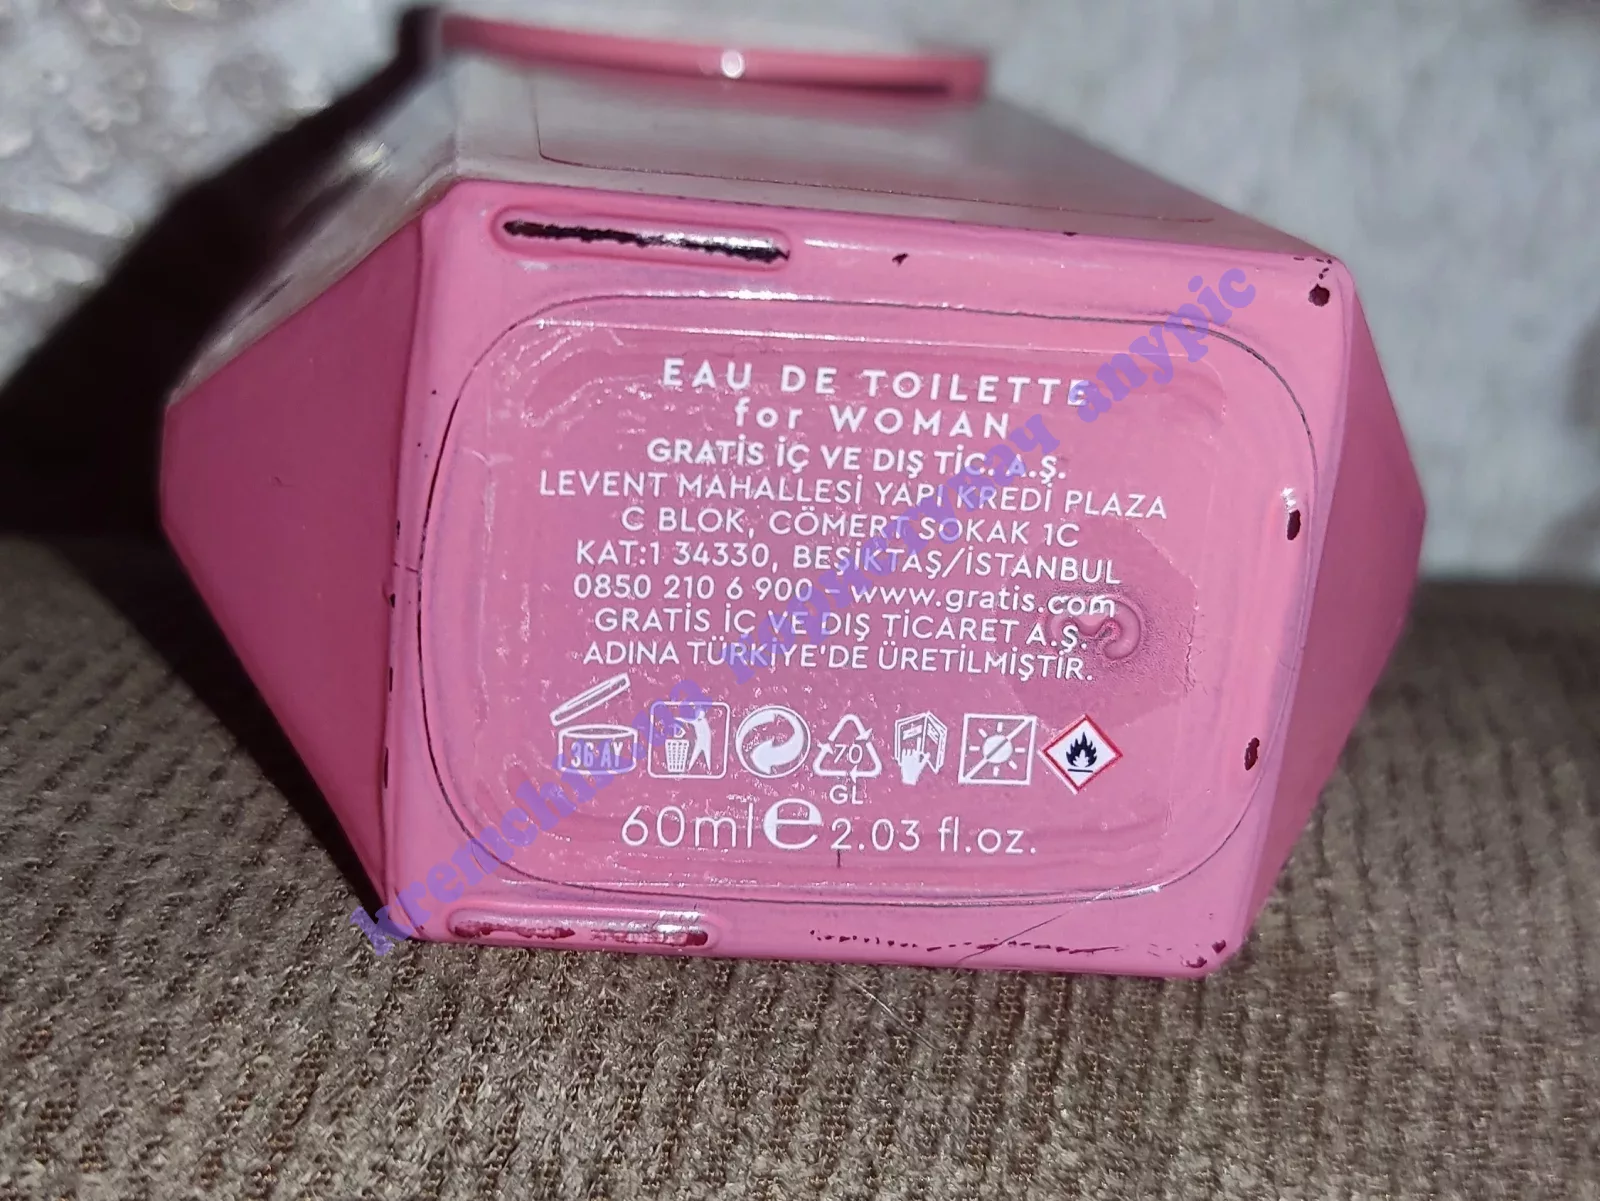 EAU DE TOILETTE
for WOMAN
GRATİS İÇ VE DIŞ TİC. A.Ş.
LEVENT MAHALLESİ YAPI KREDİ PLAZA
C BLOK, CÖMERT SOKAK 1C
KAT:1 34330, BEŞİKTAŞ/İSTANBUL
0850 210 6 900 - www.gratis.com
GRATİS İÇ VE DIŞ TİCARET A.Ş.
ADINA TÜRKİYE'DE ÜRETİLMİŞTİR.
36 AY
70
GL
60ml e 2.03 fl.oz.